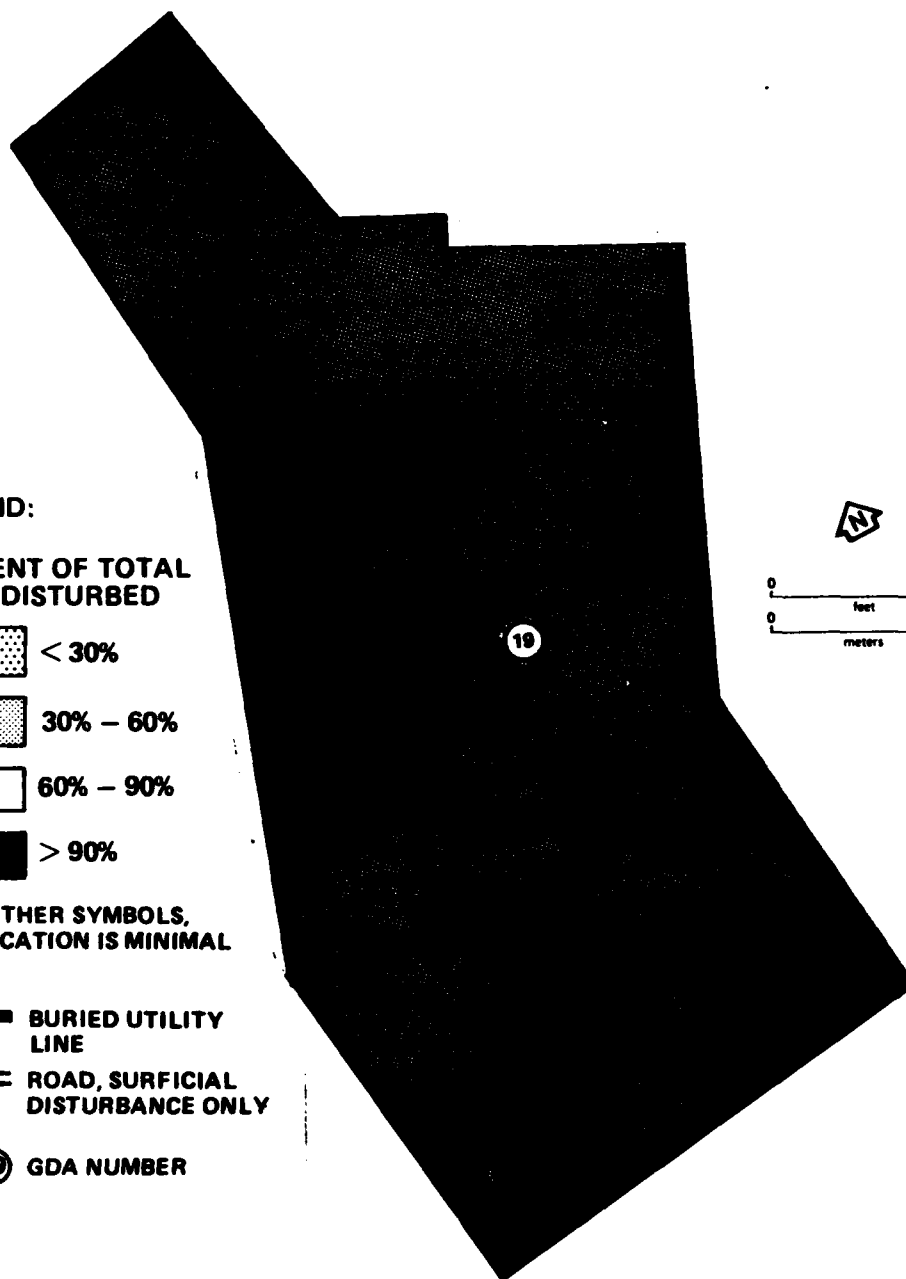 ND:
ENT OF TOTAL
DISTURBED
< 30%
30% – 60%
60% – 90%
> 90%
THER SYMBOLS,
CATION IS MINIMAL
BURIED UTILITY
LINE
ROAD, SURFICIAL
DISTURBANCE ONLY
GDA NUMBER
19
N
0
feet
0
meters